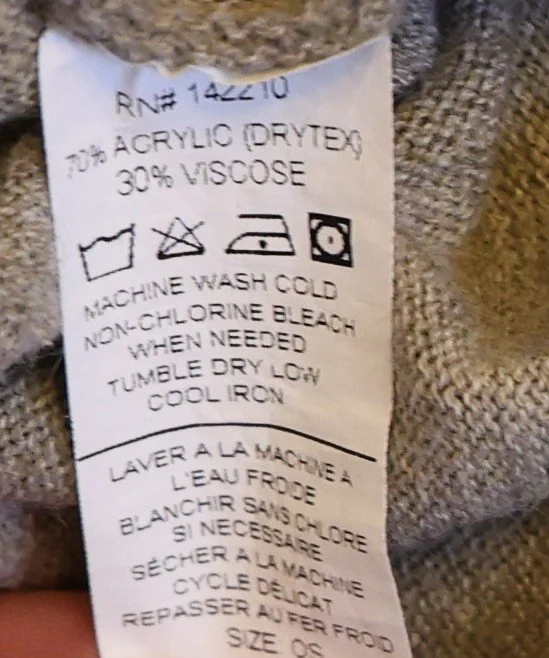 RN# 142210
70% ACRYLIC (DRYTEX)
30% VISCOSE
MACHINE WASH COLD
NON-CHLORINE BLEACH
WHEN NEEDED
TUMBLE DRY LOW
COOL IRON
LAVER A LA MACHINE A
L'EAU FROIDE
BLANCHIR SANS CHLORE
SI NECESSAIRE
SÉCHER A LA MACHINE
CYCLE DÉLICAT
REPASSER AU FER FROID
SIZE: OS